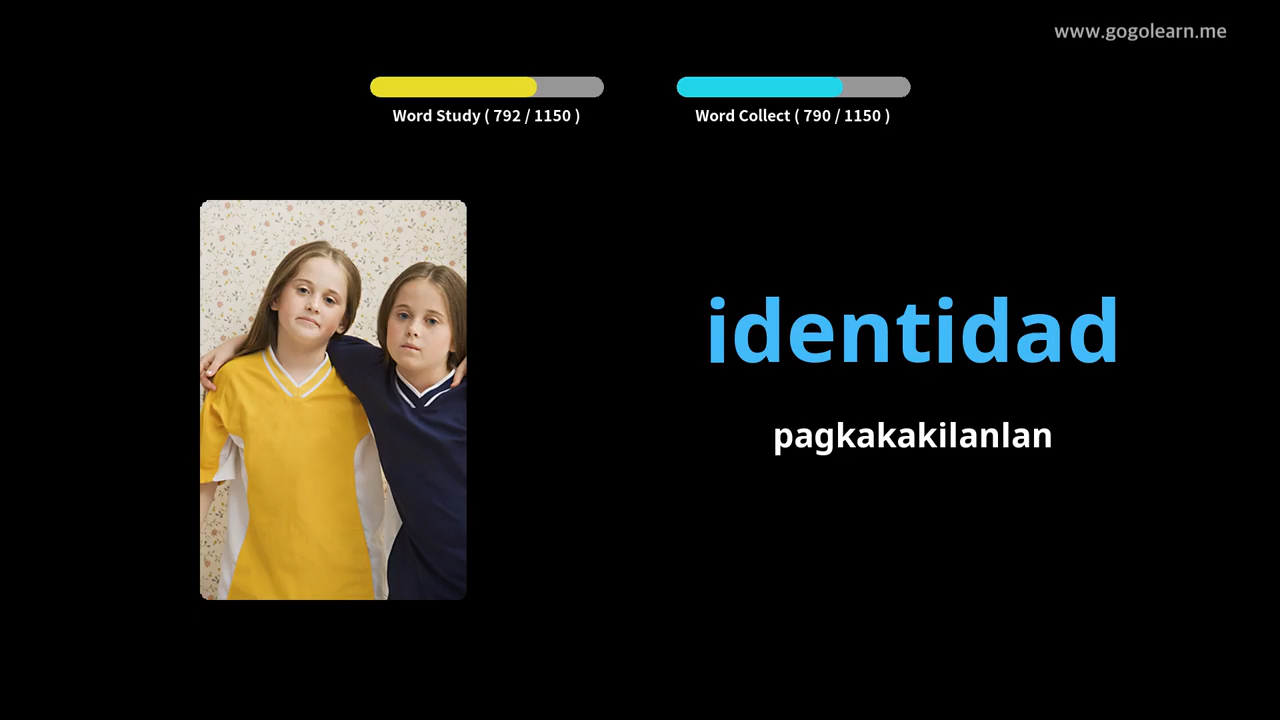 www.gogolearn.me
Word Study ( 792 / 1150 )
Word Collect ( 790 / 1150 )
identidad
pagkakakilanlan